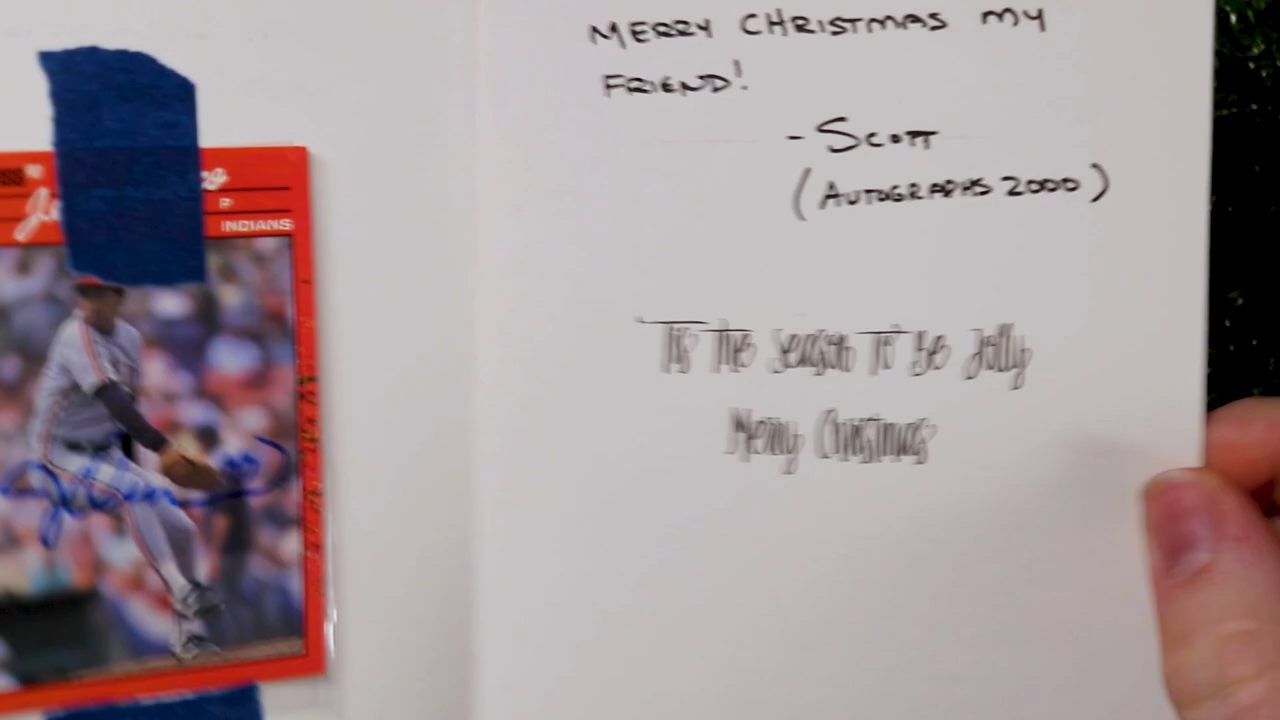 P
INDIANS
MERRY CHRISTMAS MY
FRIEND!
- SCOTT
(AUTOGRAPHS 2000)
'Tis The Season To Be Jolly
Merry Christmas